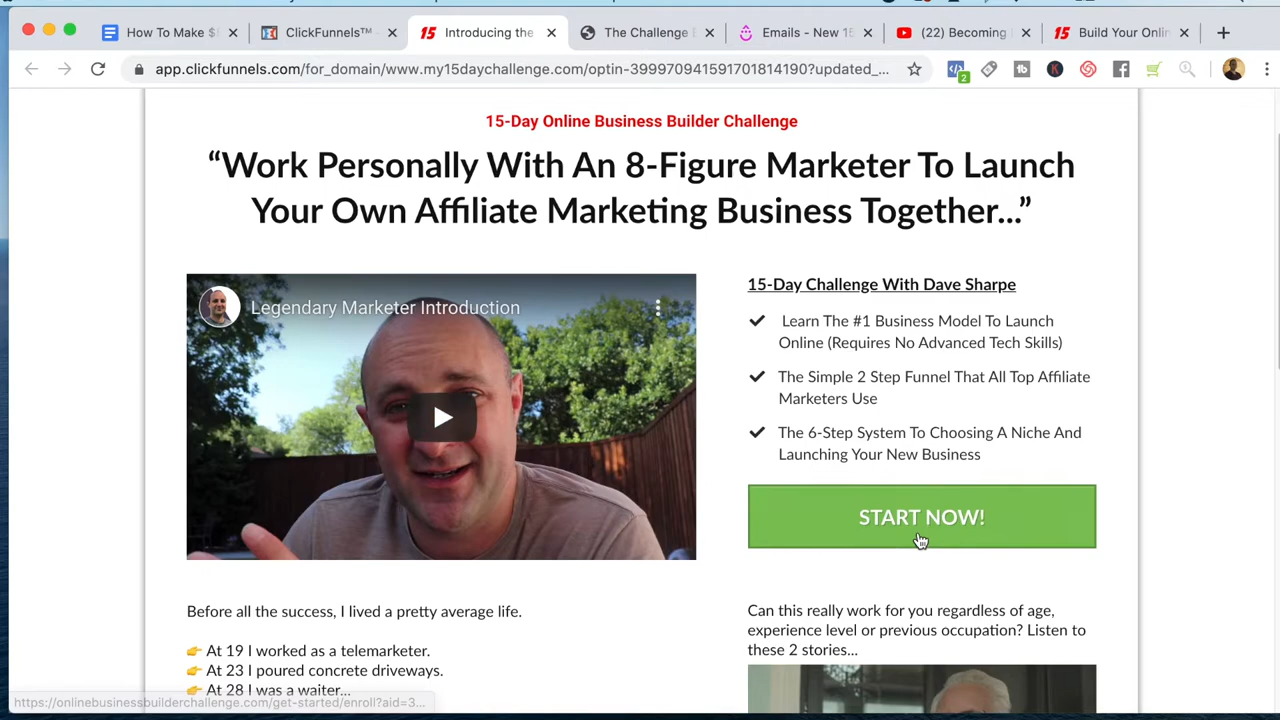 How To Make $
ClickFunnels™
15 Introducing the
The Challenge
Emails - New 15
(22) Becoming
15 Build Your Onlin
app.clickfunnels.com/for_domain/www.my15daychallenge.com/optin-399970941591701814190?updated_...
2
tb
K
15-Day Online Business Builder Challenge
“Work Personally With An 8-Figure Marketer To Launch
Your Own Affiliate Marketing Business Together...”
Legendary Marketer Introduction
15-Day Challenge With Dave Sharpe
Learn The #1 Business Model To Launch
Online (Requires No Advanced Tech Skills)
The Simple 2 Step Funnel That All Top Affiliate
Marketers Use
The 6-Step System To Choosing A Niche And
Launching Your New Business
START NOW!
Before all the success, I lived a pretty average life.
At 19 I worked as a telemarketer.
At 23 I poured concrete driveways.
At 28 I was a waiter...
Can this really work for you regardless of age,
experience level or previous occupation? Listen to
these 2 stories...
https://onlinebusinessbuilderchallenge.com/get-started/enroll?aid=3...